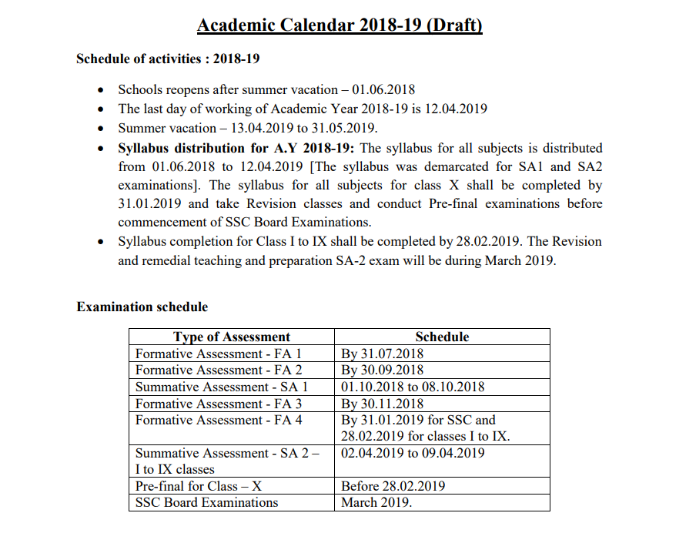 Academic Calendar 2018-19 (Draft)
Schedule of activities : 2018-19
• Schools reopens after summer vacation – 01.06.2018
• The last day of working of Academic Year 2018-19 is 12.04.2019
• Summer vacation – 13.04.2019 to 31.05.2019.
• Syllabus distribution for A.Y 2018-19: The syllabus for all subjects is distributed
from 01.06.2018 to 12.04.2019 [The syllabus was demarcated for SA1 and SA2
examinations]. The syllabus for all subjects for class X shall be completed by
31.01.2019 and take Revision classes and conduct Pre-final examinations before
commencement of SSC Board Examinations.
• Syllabus completion for Class I to IX shall be completed by 28.02.2019. The Revision
and remedial teaching and preparation SA-2 exam will be during March 2019.
Examination schedule
Type of Assessment Schedule
Formative Assessment - FA 1 By 31.07.2018
Formative Assessment - FA 2 By 30.09.2018
Summative Assessment - SA 1 01.10.2018 to 08.10.2018
Formative Assessment - FA 3 By 30.11.2018
Formative Assessment - FA 4 By 31.01.2019 for SSC and
28.02.2019 for classes I to IX.
Summative Assessment - SA 2 – 02.04.2019 to 09.04.2019
I to IX classes
Pre-final for Class – X Before 28.02.2019
SSC Board Examinations March 2019.